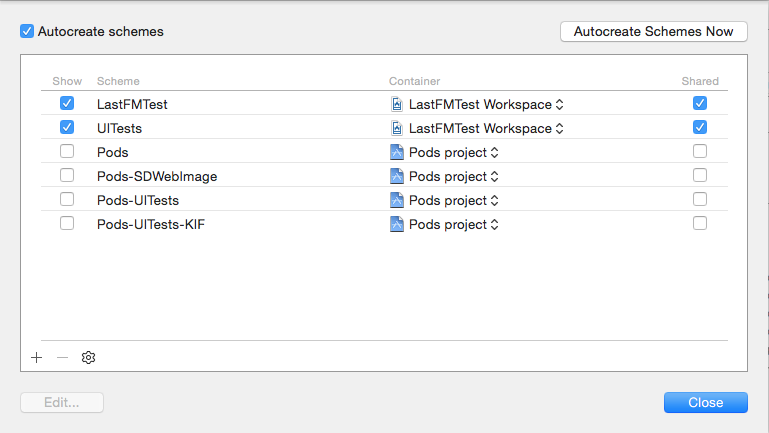 Autocreate schemes
Autocreate Schemes Now
Show Scheme Container Shared
LastFMTest LastFMTest Workspace
UITests LastFMTest Workspace
Pods Pods project
Pods-SDWebImage Pods project
Pods-UITests Pods project
Pods-UITests-KIF Pods project
Edit...
Close